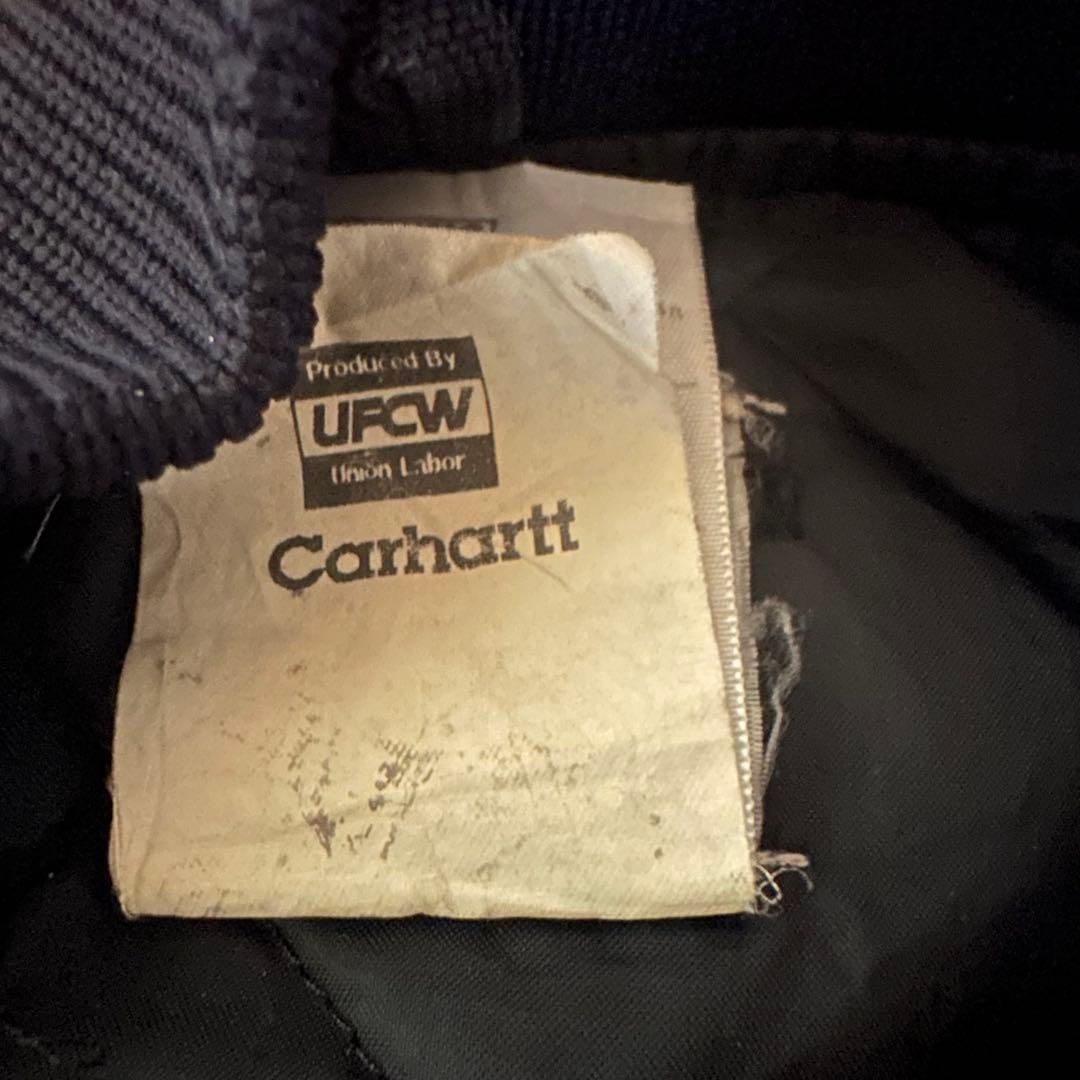 Produced By
UFCW
Union Labor
Carhartt